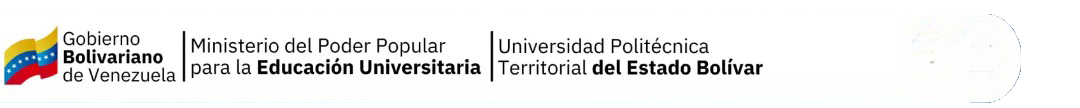 Gobierno
Bolivariano
de Venezuela
Ministerio del Poder Popular
para la Educación Universitaria
Universidad Politécnica
Territorial del Estado Bolívar